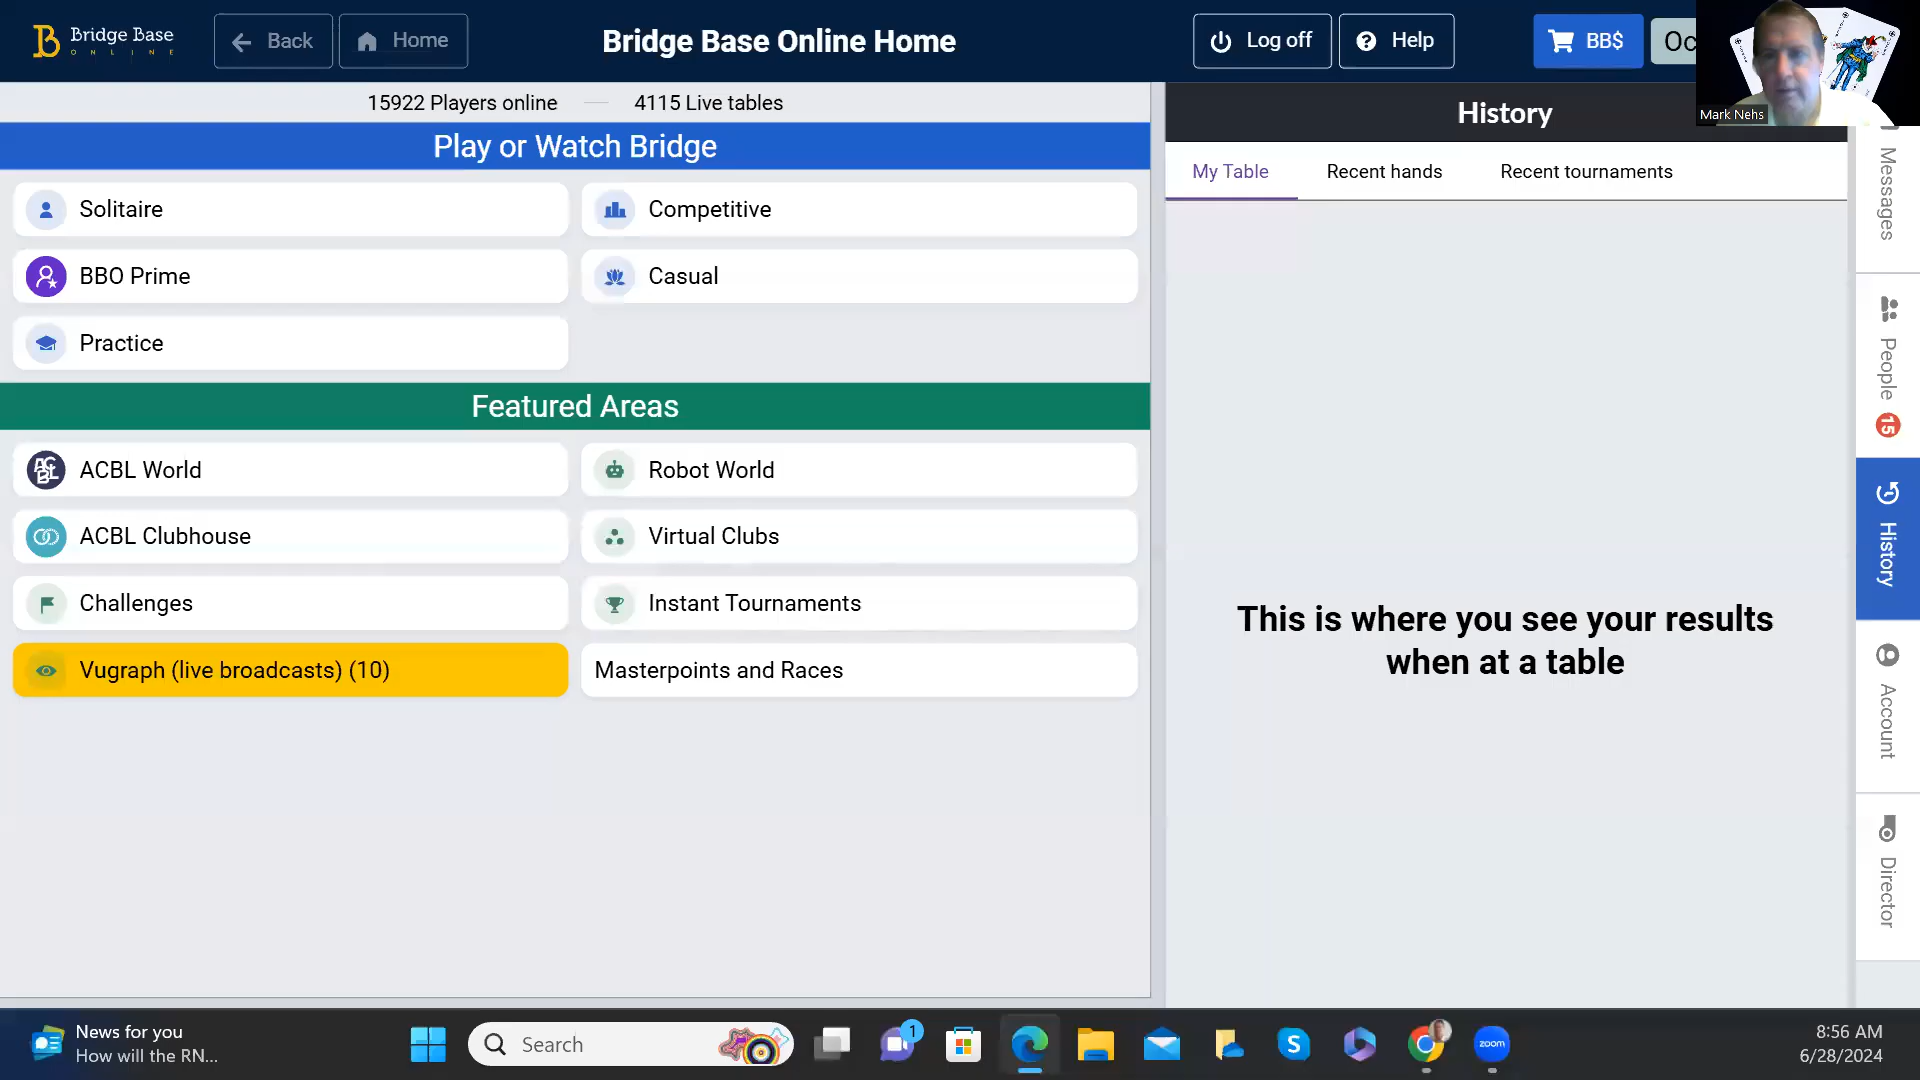 Bridge Base
ONLINE
Back
Home
Bridge Base Online Home
Log off
Help
BB$
Oc
Mark Nehs
15922 Players online
4115 Live tables
Play or Watch Bridge
Solitaire
Competitive
BBO Prime
Casual
Practice
Featured Areas
ACBL
ACBL World
Robot World
ACBL Clubhouse
Virtual Clubs
Challenges
Instant Tournaments
Vugraph (live broadcasts) (10)
Masterpoints and Races
History
My Table
Recent hands
Recent tournaments
This is where you see your results
when at a table
Messages
People
15
History
Account
Director
News for you
How will the RN...
Search
1
zoom
8:56 AM
6/28/2024